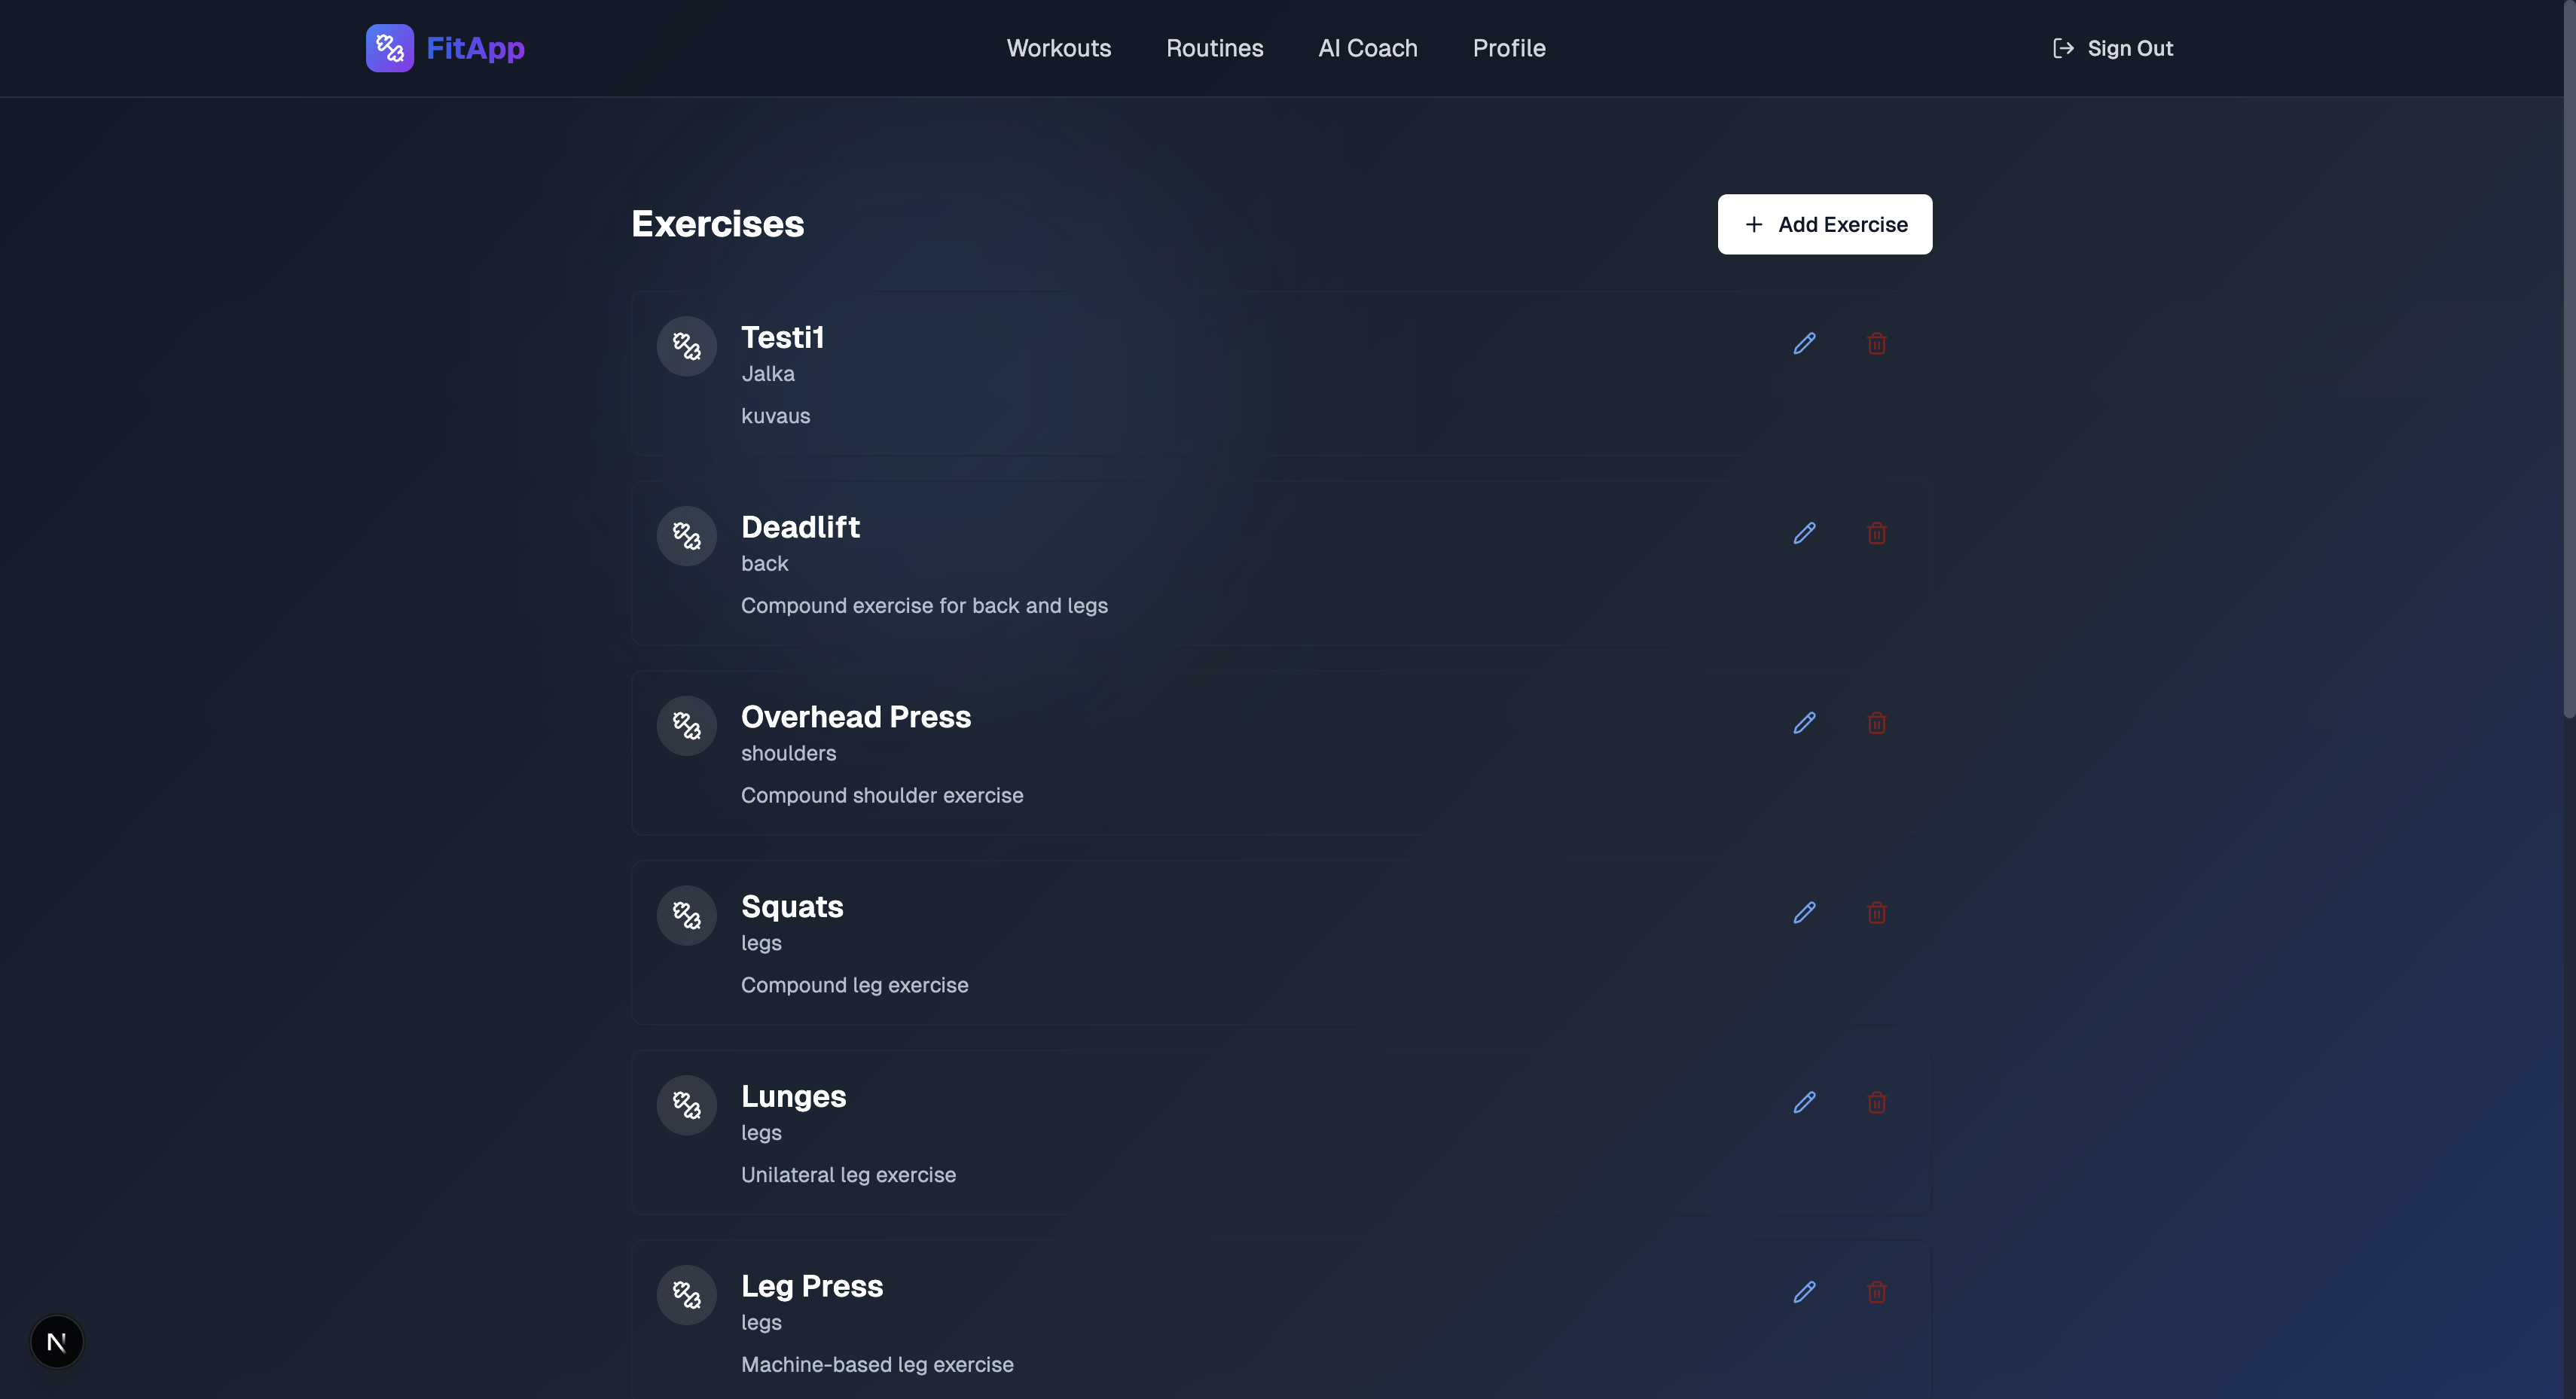 FitApp
Workouts
Routines
AI Coach
Profile
Sign Out
Exercises
Add Exercise
Testi1
Jalka
kuvaus
Deadlift
back
Compound exercise for back and legs
Overhead Press
shoulders
Compound shoulder exercise
Squats
legs
Compound leg exercise
Lunges
legs
Unilateral leg exercise
Leg Press
legs
Machine-based leg exercise
N